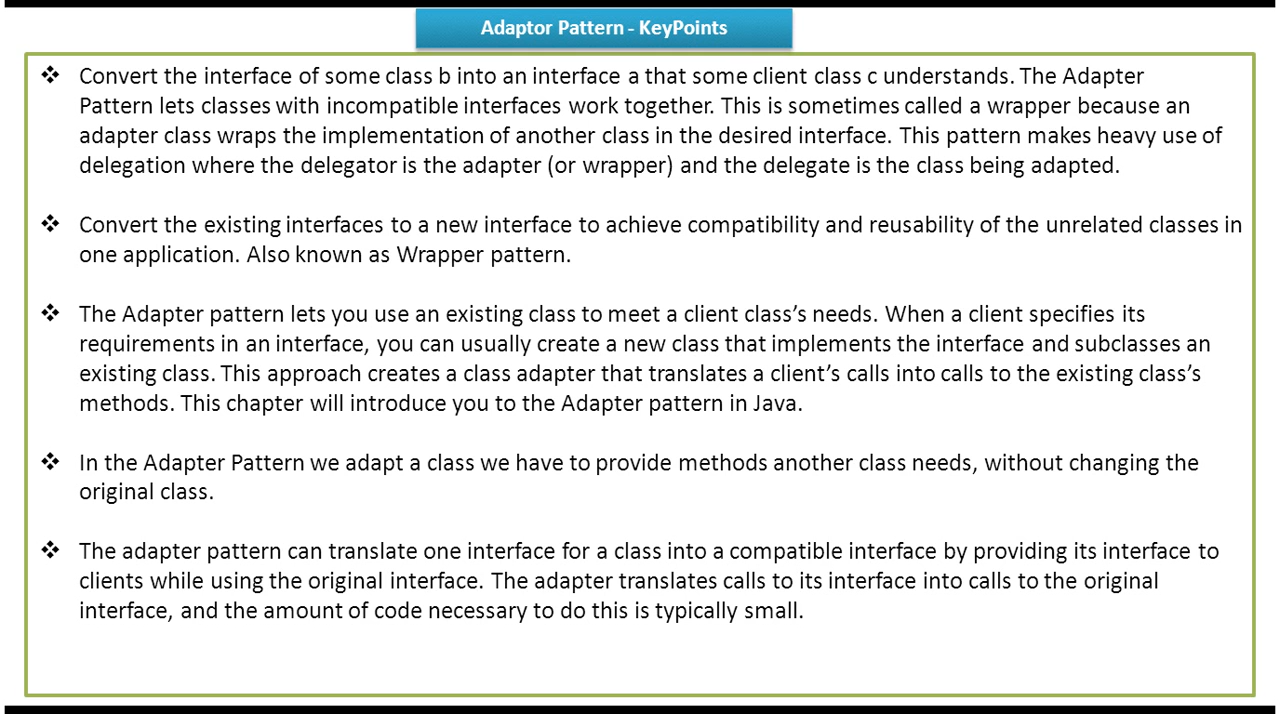 Adaptor Pattern - KeyPoints
❖ Convert the interface of some class b into an interface a that some client class c understands. The Adapter
Pattern lets classes with incompatible interfaces work together. This is sometimes called a wrapper because an
adapter class wraps the implementation of another class in the desired interface. This pattern makes heavy use of
delegation where the delegator is the adapter (or wrapper) and the delegate is the class being adapted.
❖ Convert the existing interfaces to a new interface to achieve compatibility and reusability of the unrelated classes in
one application. Also known as Wrapper pattern.
❖ The Adapter pattern lets you use an existing class to meet a client class’s needs. When a client specifies its
requirements in an interface, you can usually create a new class that implements the interface and subclasses an
existing class. This approach creates a class adapter that translates a client’s calls into calls to the existing class’s
methods. This chapter will introduce you to the Adapter pattern in Java.
❖ In the Adapter Pattern we adapt a class we have to provide methods another class needs, without changing the
original class.
❖ The adapter pattern can translate one interface for a class into a compatible interface by providing its interface to
clients while using the original interface. The adapter translates calls to its interface into calls to the original
interface, and the amount of code necessary to do this is typically small.